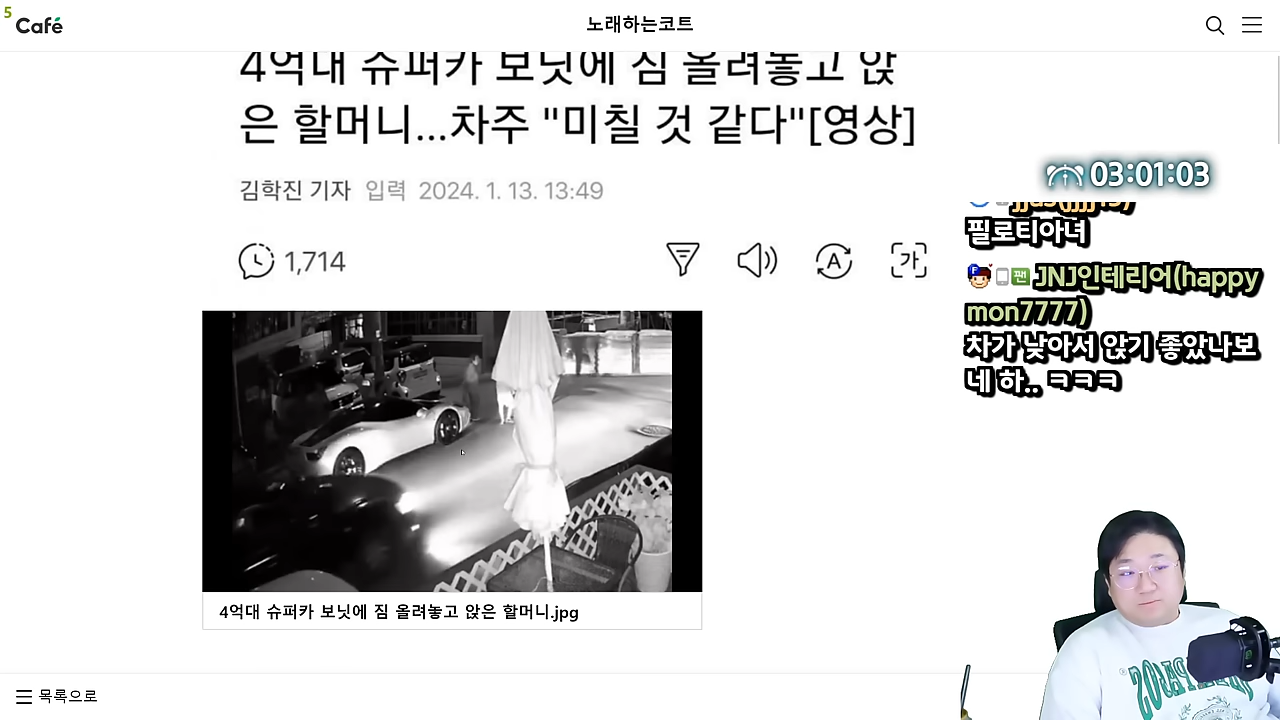 5
Café
노래하는코트
4억대 슈퍼카 보닛에 짐 올려놓고 앉
은 할머니...차주 "미칠 것 같다"[영상]
김학진 기자 입력 2024. 1. 13. 13:49
1,714
A
가
03:01:03
필로티아녀
팬 JNJ인테리어(happy
mon7777)
차가 낮아서 앉기 좋았나보
네 하.. ㅋㅋㅋ
4억대 슈퍼카 보닛에 짐 올려놓고 앉은 할머니.jpg
목록으로